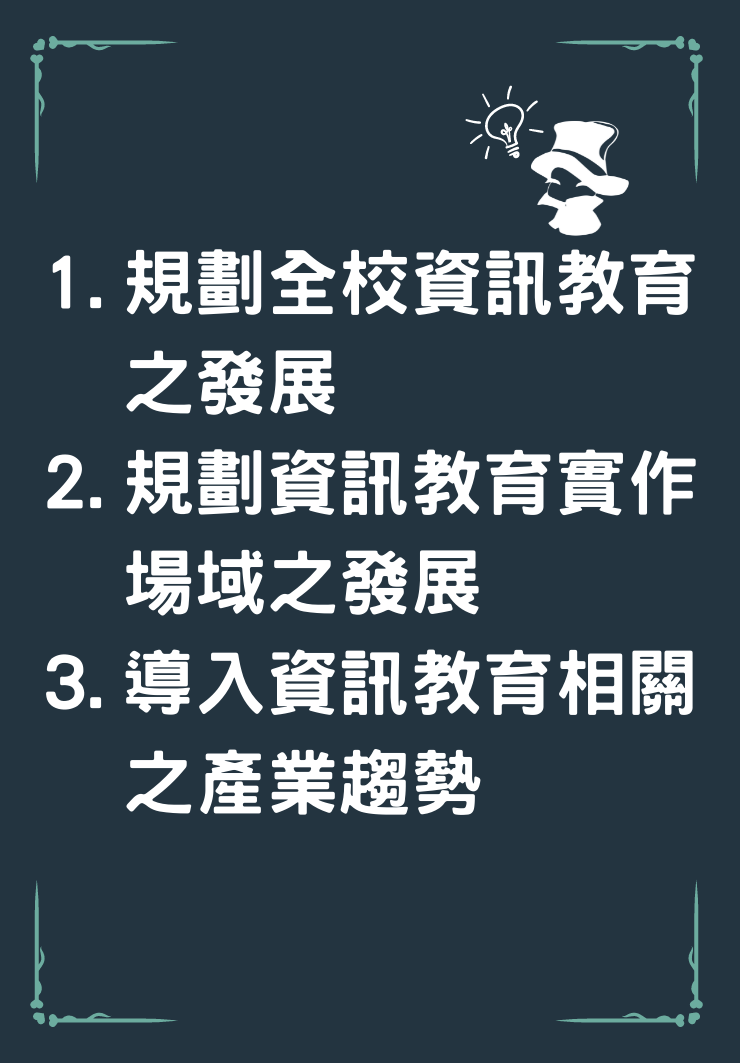 1. 規劃全校資訊教育
之發展
2. 規劃資訊教育實作
場域之發展
3. 導入資訊教育相關
之產業趨勢